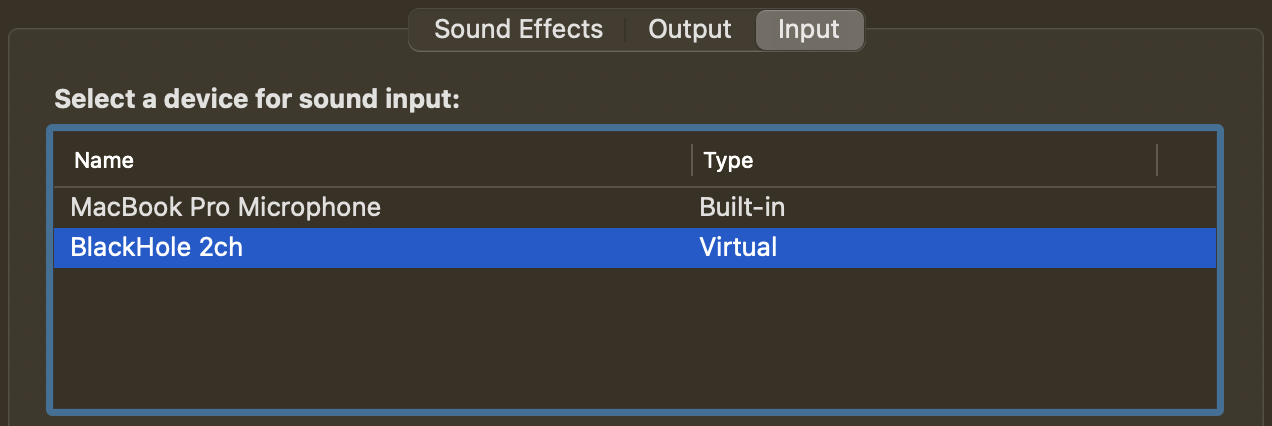 Sound Effects Output Input
Select a device for sound input:
Name Type
MacBook Pro Microphone Built-in
BlackHole 2ch Virtual